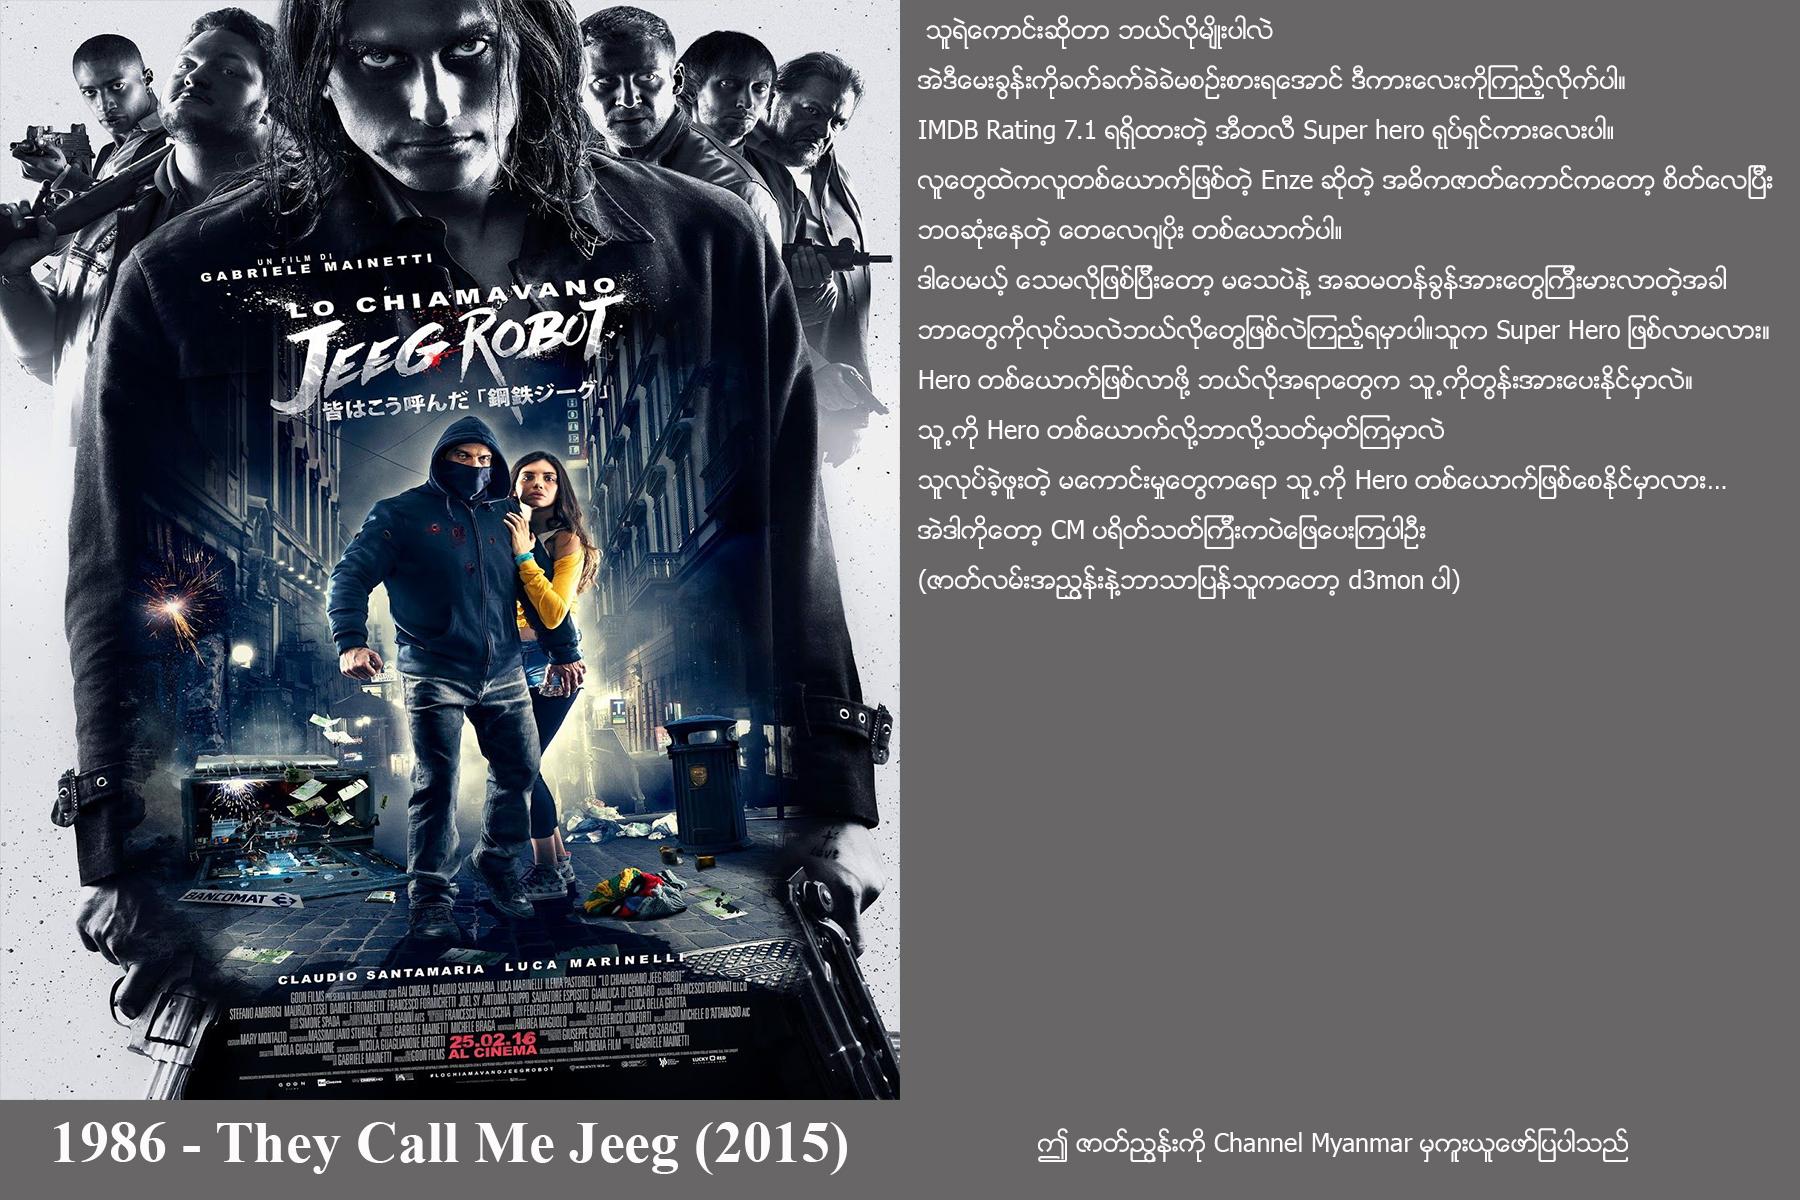 UN FILM DI
GABRIELE MAINETTI
LO CHIAMAVANO
JEEG ROBOT
皆はこう呼んだ「鋼鉄ジーグ」
HOTEL
BANCOMAT
CLAUDIO SANTAMARIA LUCA MARINELLI
25.02.16
AL CINEMA
#LOCHIAMAVANOJEEGROBOT
သူရဲကောင်းဆိုတာ ဘယ်လိုမျိုးပါလဲ
အဲဒီမေးခွန်းကိုခက်ခက်ခဲခဲမစဉ်းစားရအောင် ဒီကားလေးကိုကြည့်လိုက်ပါ။
IMDB Rating 7.1 ရရှိထားတဲ့ အီတလီ Super hero ရုပ်ရှင်ကားလေးပါ။
လူတွေထဲကလူတစ်ယောက်ဖြစ်တဲ့ Enze ဆိုတဲ့ အဓိကဇာတ်ကောင်ကတော့ စိတ်လေပြီး
ဘဝဆုံးနေတဲ့ တေလေဂျပိုး တစ်ယောက်ပါ။
ဒါပေမယ့် သေမလိုဖြစ်ပြီးတော့ မသေပဲနဲ့ အဆမတန်ခွန်အားတွေကြီးမားလာတဲ့အခါ
ဘာတွေကိုလုပ်သလဲဘယ်လိုတွေဖြစ်လဲကြည့်ရမှာပါ။သူက Super Hero ဖြစ်လာမလား။
Hero တစ်ယောက်ဖြစ်လာဖို့ ဘယ်လိုအရာတွေက သူ့ကိုတွန်းအားပေးနိုင်မှာလဲ။
သူ့ကို Hero တစ်ယောက်လို့ဘာလို့သတ်မှတ်ကြမှာလဲ
သူလုပ်ခဲ့ဖူးတဲ့ မကောင်းမှုတွေကရော သူ့ကို Hero တစ်ယောက်ဖြစ်စေနိုင်မှာလား...
အဲဒါကိုတော့ CM ပရိတ်သတ်ကြီးကပဲဖြေပေးကြပါဦး
(ဇာတ်လမ်းအညွှန်းနဲ့ဘာသာပြန်သူကတော့ d3mon ပါ)
1986 - They Call Me Jeeg (2015)
ဤ ဇာတ်ညွှန်းကို Channel Myanmar မှကူးယူဖော်ပြပါသည်